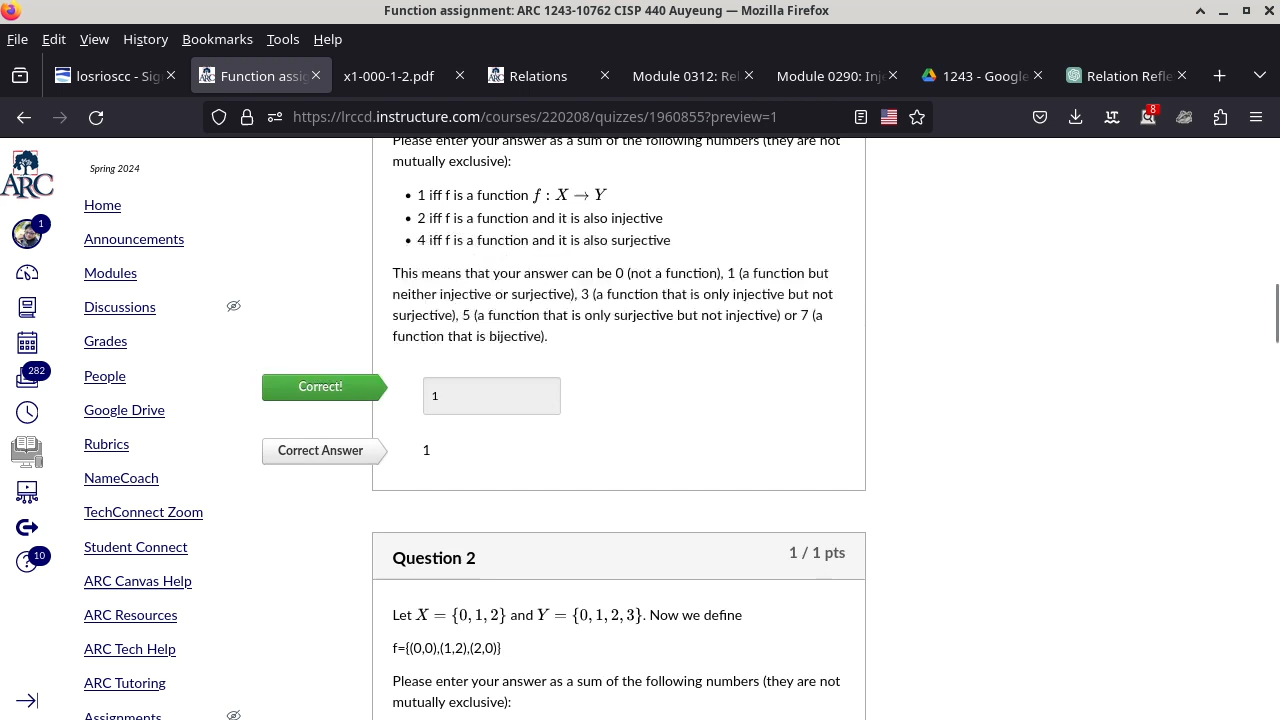 Function assignment: ARC 1243-10762 CISP 440 Auyeung — Mozilla Firefox
File Edit View History Bookmarks Tools Help
losrioscc - Sig
Function assig
x1-000-1-2.pdf
Relations
Module 0312: Rel
Module 0290: Inj
1243 - Google
Relation Refle
https://lrccd.instructure.com/courses/220208/quizzes/1960855?preview=1
8
ARC
Spring 2024
1
282
10
Home
Announcements
Modules
Discussions
Grades
People
Google Drive
Rubrics
NameCoach
TechConnect Zoom
Student Connect
ARC Canvas Help
ARC Resources
ARC Tech Help
ARC Tutoring
Assignments
Please enter your answer as a sum of the following numbers (they are not
mutually exclusive):
• 1 iff f is a function f : X → Y
• 2 iff f is a function and it is also injective
• 4 iff f is a function and it is also surjective
This means that your answer can be 0 (not a function), 1 (a function but
neither injective or surjective), 3 (a function that is only injective but not
surjective), 5 (a function that is only surjective but not injective) or 7 (a
function that is bijective).
Correct!
1
Correct Answer
1
Question 2
1 / 1 pts
Let X = {0, 1, 2} and Y = {0, 1, 2, 3}. Now we define
f={(0,0),(1,2),(2,0)}
Please enter your answer as a sum of the following numbers (they are not
mutually exclusive):